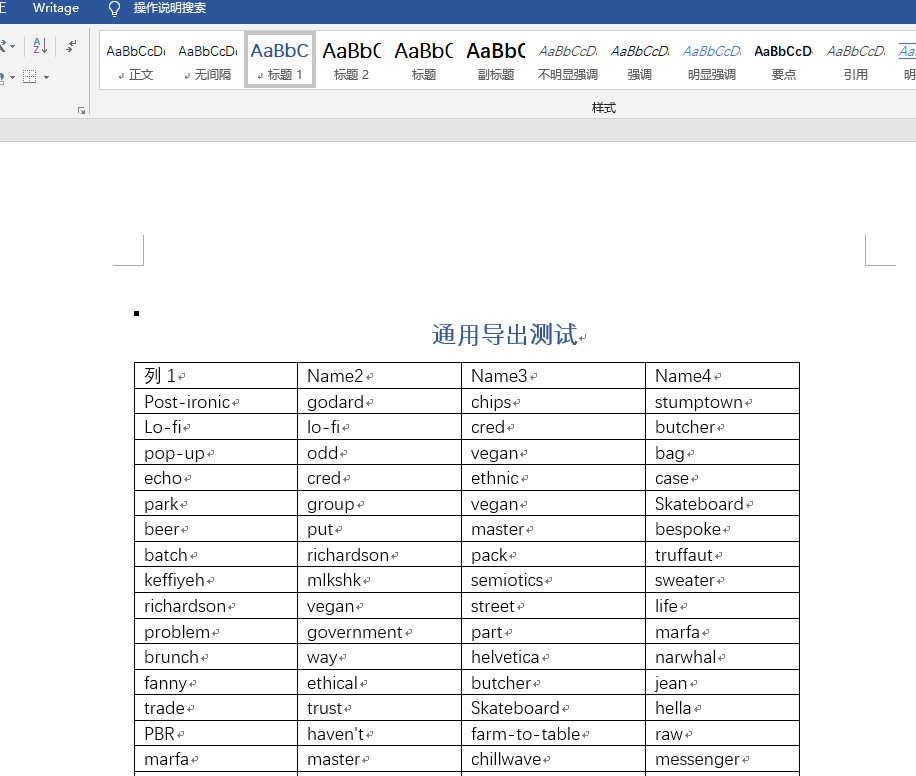 Writage 操作说明搜索
AaBbCcDc AaBbCcDc AaBbC AaBbC AaBbC AaBbC AaBbCcD. AaBbCcD. AaBbCcD. AaBbCcD AaBbCcD.
正文 无间隔 标题 1 标题 2 标题 副标题 不明显强调 强调 明显强调 要点 引用
样式
通用导出测试
列 1 Name2 Name3 Name4
Post-ironic godard chips stumptown
Lo-fi lo-fi cred butcher
pop-up odd vegan bag
echo cred ethnic case
park group vegan Skateboard
beer put master bespoke
batch richardson pack truffaut
keffiyeh mlkshk semiotics sweater
richardson vegan street life
problem government part marfa
brunch way helvetica narwhal
fanny ethical butcher jean
trade trust Skateboard hella
PBR haven't farm-to-table raw
marfa master chillwave messenger